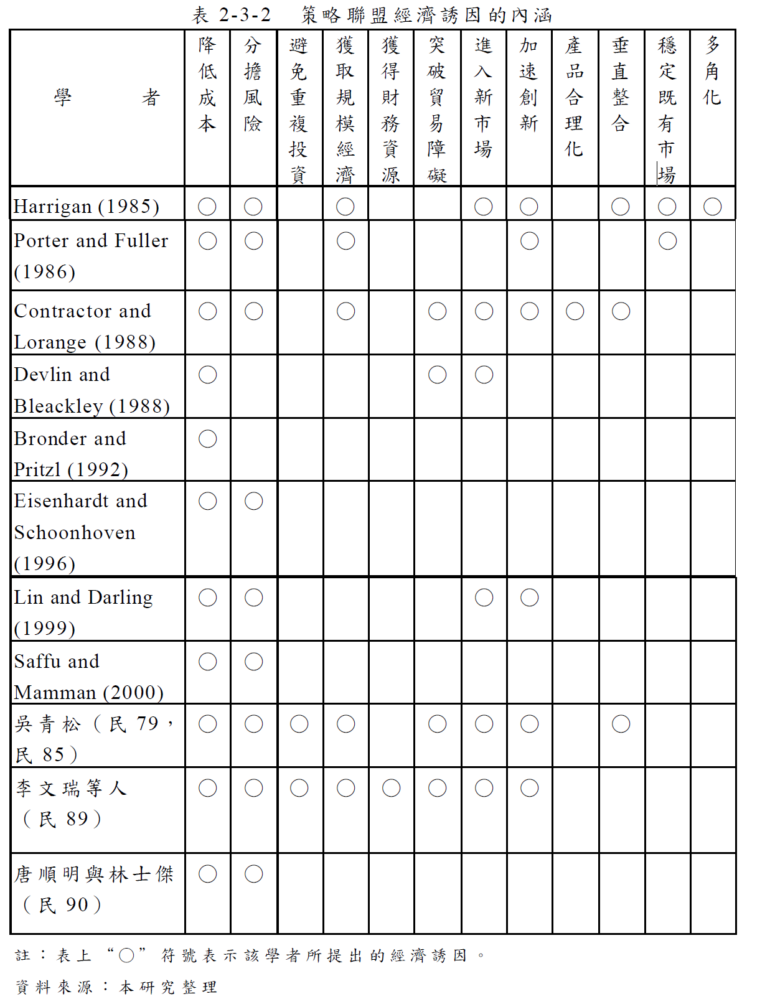 表 2-3-2 策略聯盟經濟誘因的內涵
學者 降低成本 分擔風險 避免重複投資 獲取規模經濟 獲得財務資源 突破貿易障礙 進入新市場 加速創新 產品合理化 垂直整合 穩定既有市場 多角化
Harrigan (1985) ○ ○ ○ ○ ○ ○ ○ ○
Porter and Fuller ○ ○ ○ ○ ○
(1986)
Contractor and ○ ○ ○ ○ ○ ○ ○ ○
Lorange (1988)
Devlin and ○ ○ ○
Bleackley (1988)
Bronder and ○
Pritzl (1992)
Eisenhardt and ○ ○
Schoonhoven
(1996)
Lin and Darling ○ ○ ○ ○
(1999)
Saffu and ○ ○
Mamman (2000)
吳青松（民 79， ○ ○ ○ ○ ○ ○ ○ ○
民 85）
李文瑞等人 ○ ○ ○ ○ ○ ○ ○ ○
（民 89）
唐順明與林士傑 ○ ○
（民 90）
註：表上“○”符號表示該學者所提出的經濟誘因。
資料來源：本研究整理